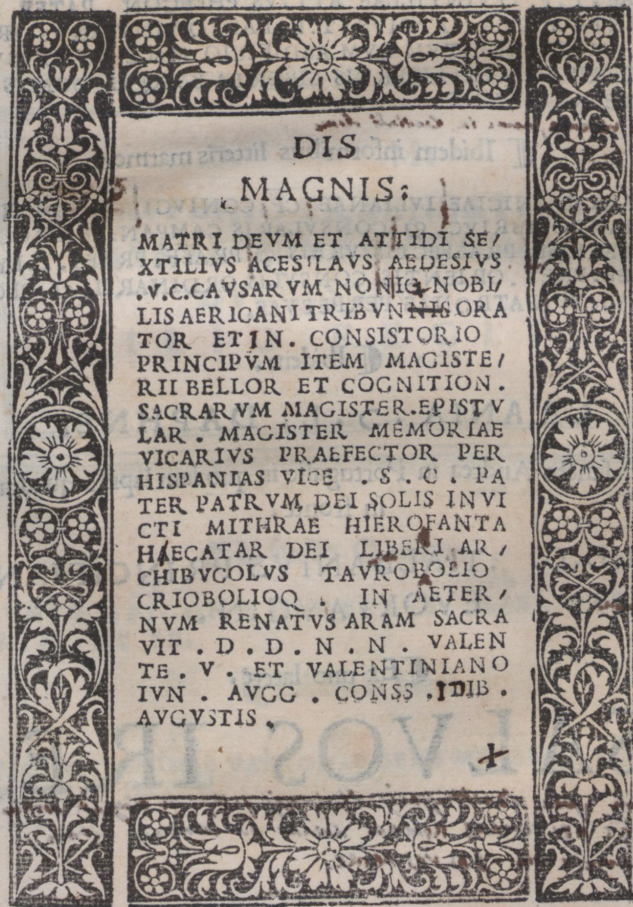 DIS
MAGNIS:
MATRI DEVM ET ATTIDI SE/
XTILIVS ACESILAVS AEDESIVS
.V.C.CAVSARVM NONIG NOBI/
LIS AERICANI TRIBVNNIS ORA
TOR ET IN. CONSISTORIO
PRINCIPVM ITEM MAGISTE/
RII BELLOR ET COGNITION.
SACRARVM MAGISTER.EPISTV
LAR. MAGISTER MEMORIAE
VICARIVS PRAEFECTOR PER
HISPANIAS VICE . S. C. PA
TER PATRVM DEI SOLIS INVI
CTI MITHRAE HIEROFANTA
HAECATAR DEI LIBERI AR/
CHIBVCOLVS TAVROBOLIO
CRIOBOLIOQ . IN AETER/
NVM RENATVS ARAM SACRA
VIT . D . D . N . N . VALEN
TE . V . ET VALENTINIANO
IVN . AVGG . CONSS . IDIB .
AVGVSTIS .